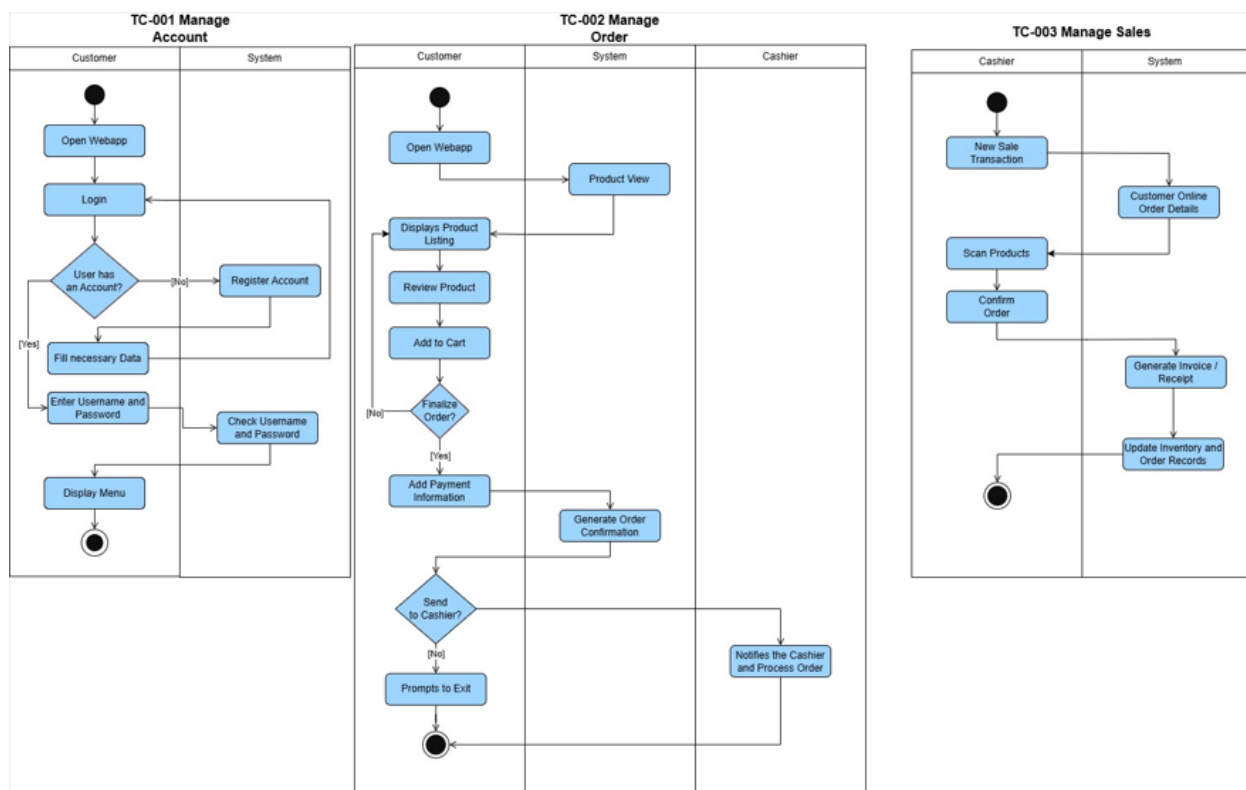 TC-001 Manage
Account
Customer
System
Open Webapp
Login
User has
an Account?
[No]
Register Account
[Yes]
Fill necessary Data
Enter Username and
Password
Check Username
and Password
Display Menu
TC-002 Manage
Order
Customer
System
Cashier
Open Webapp
Product View
Displays Product
Listing
Review Product
Add to Cart
Finalize
Order?
[No]
[Yes]
Add Payment
Information
Generate Order
Confirmation
Send
to Cashier?
[No]
Notifies the Cashier
and Process Order
Prompts to Exit
TC-003 Manage Sales
Cashier
System
New Sale
Transaction
Customer Online
Order Details
Scan Products
Confirm
Order
Generate Invoice /
Receipt
Update Inventory and
Order Records